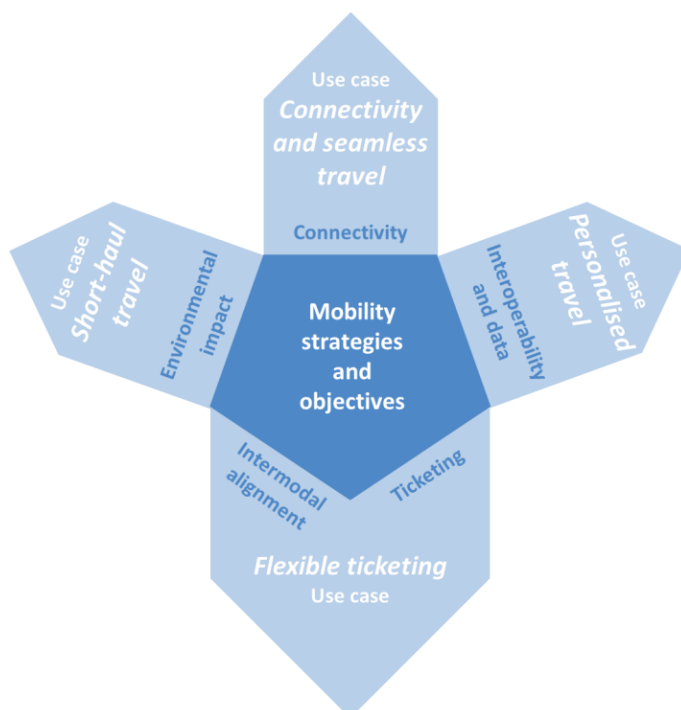 Use case
Connectivity
and seamless
travel
Connectivity
Use case
Short-haul
travel
Environmental
impact
Mobility
strategies
and
objectives
Interoperability
and data
Personalised
travel
Use case
Intermodal
alignment
Ticketing
Flexible ticketing
Use case